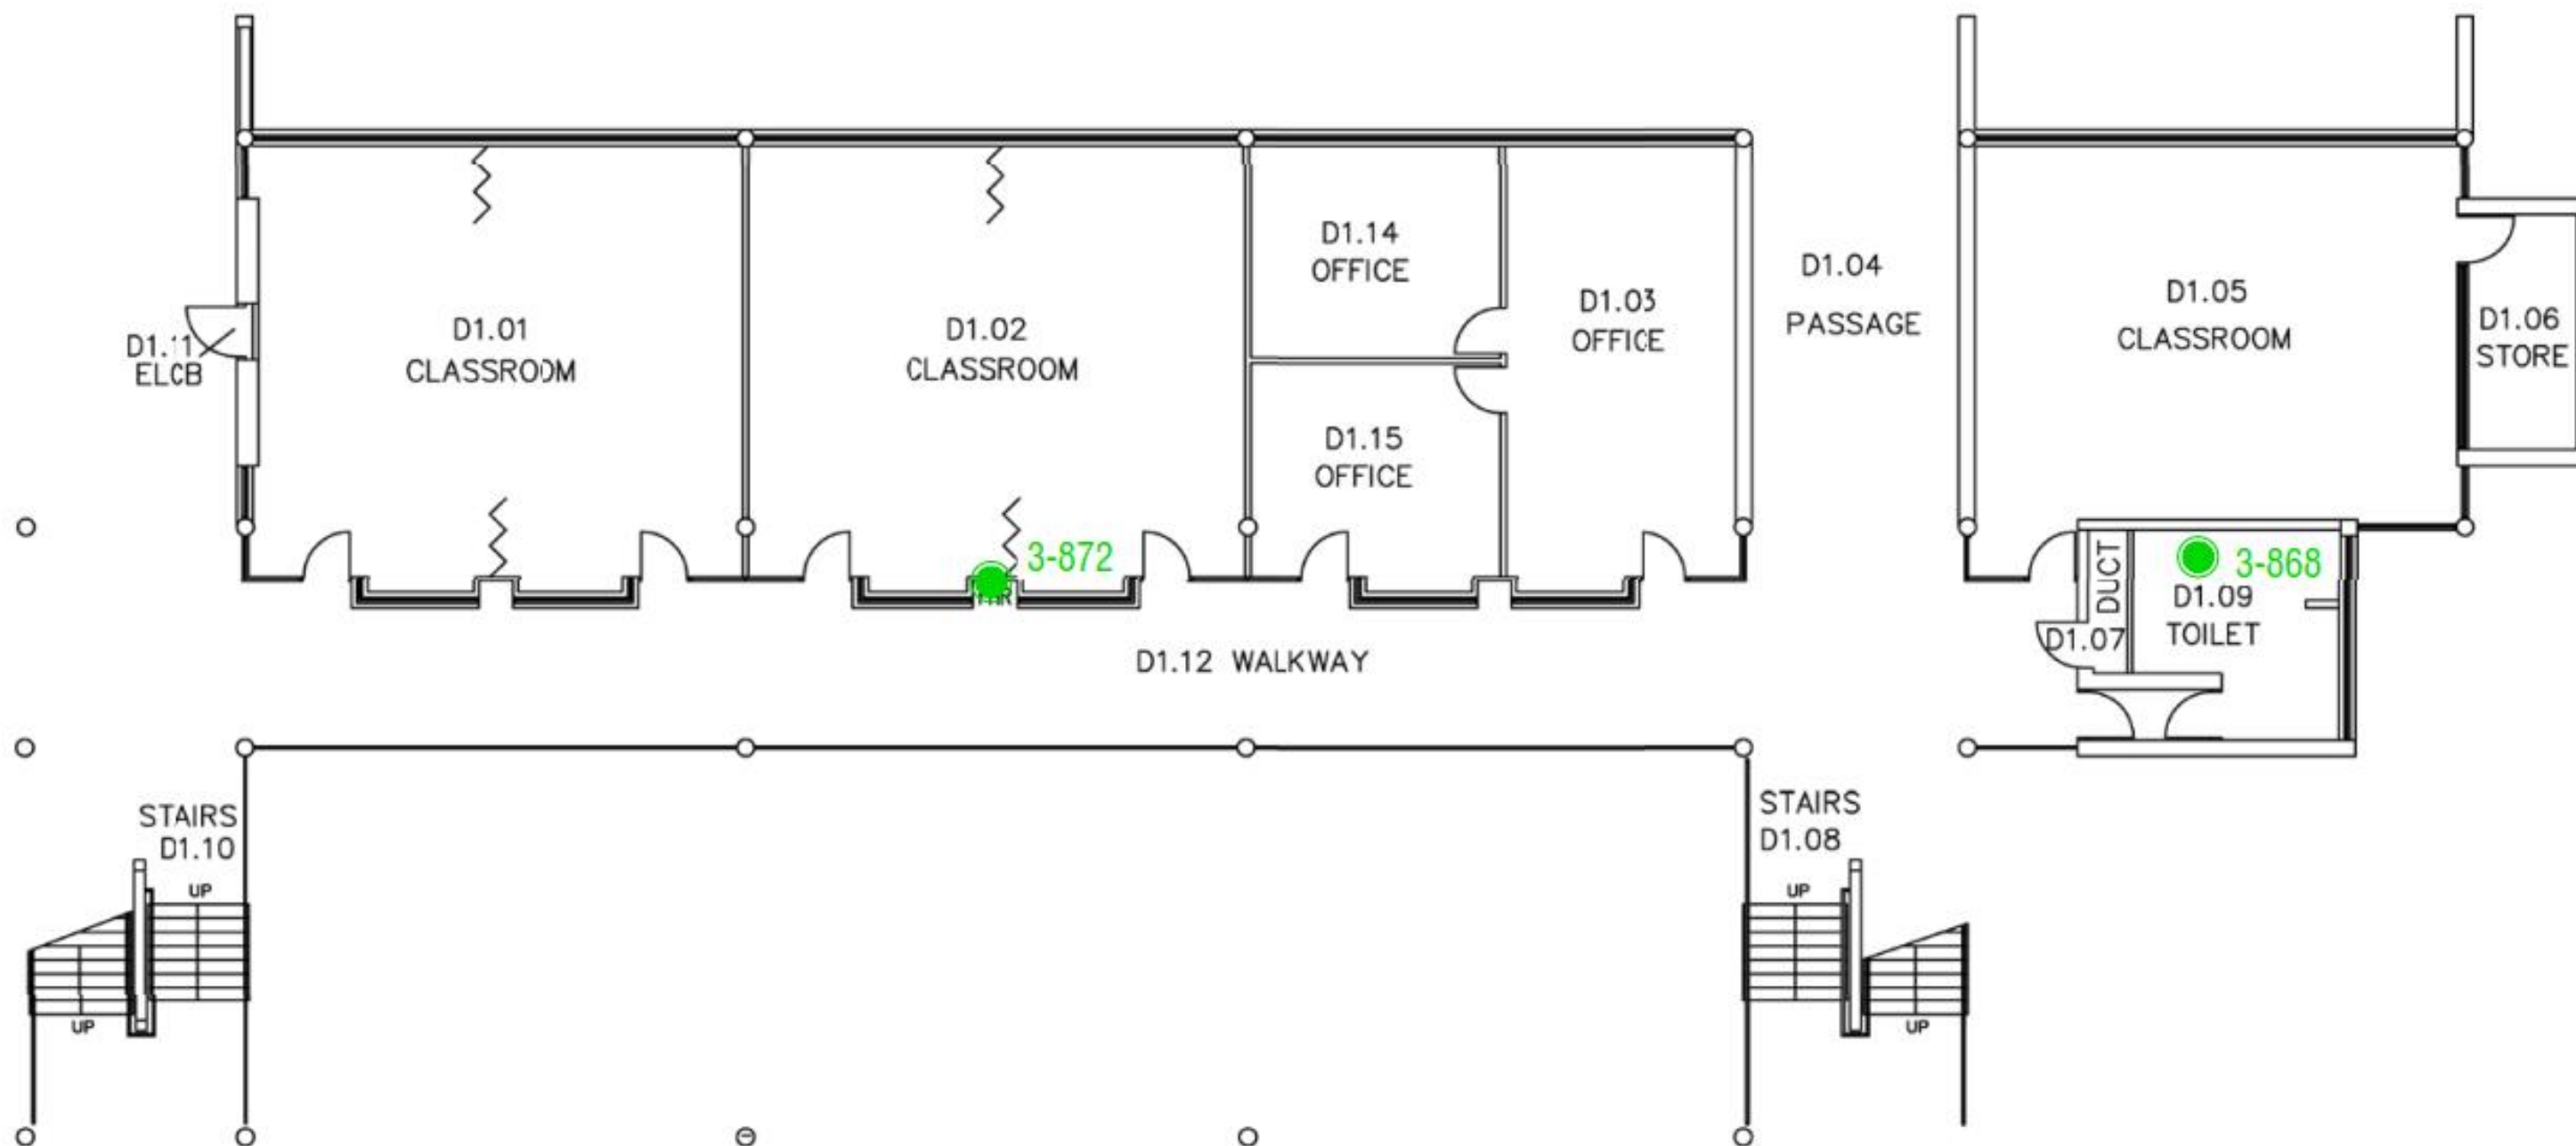 D1.14
OFFICE
D1.03
OFFICE
D1.04
PASSAGE
D1.05
CLASSROOM
D1.06
STORE
D1.11
ELCB
D1.01
CLASSROOM
D1.02
CLASSROOM
D1.15
OFFICE
3-872
DUCT
3-868
D1.09
TOILET
D1.07
D1.12 WALKWAY
STAIRS
D1.10
UP
UP
STAIRS
D1.08
UP
UP